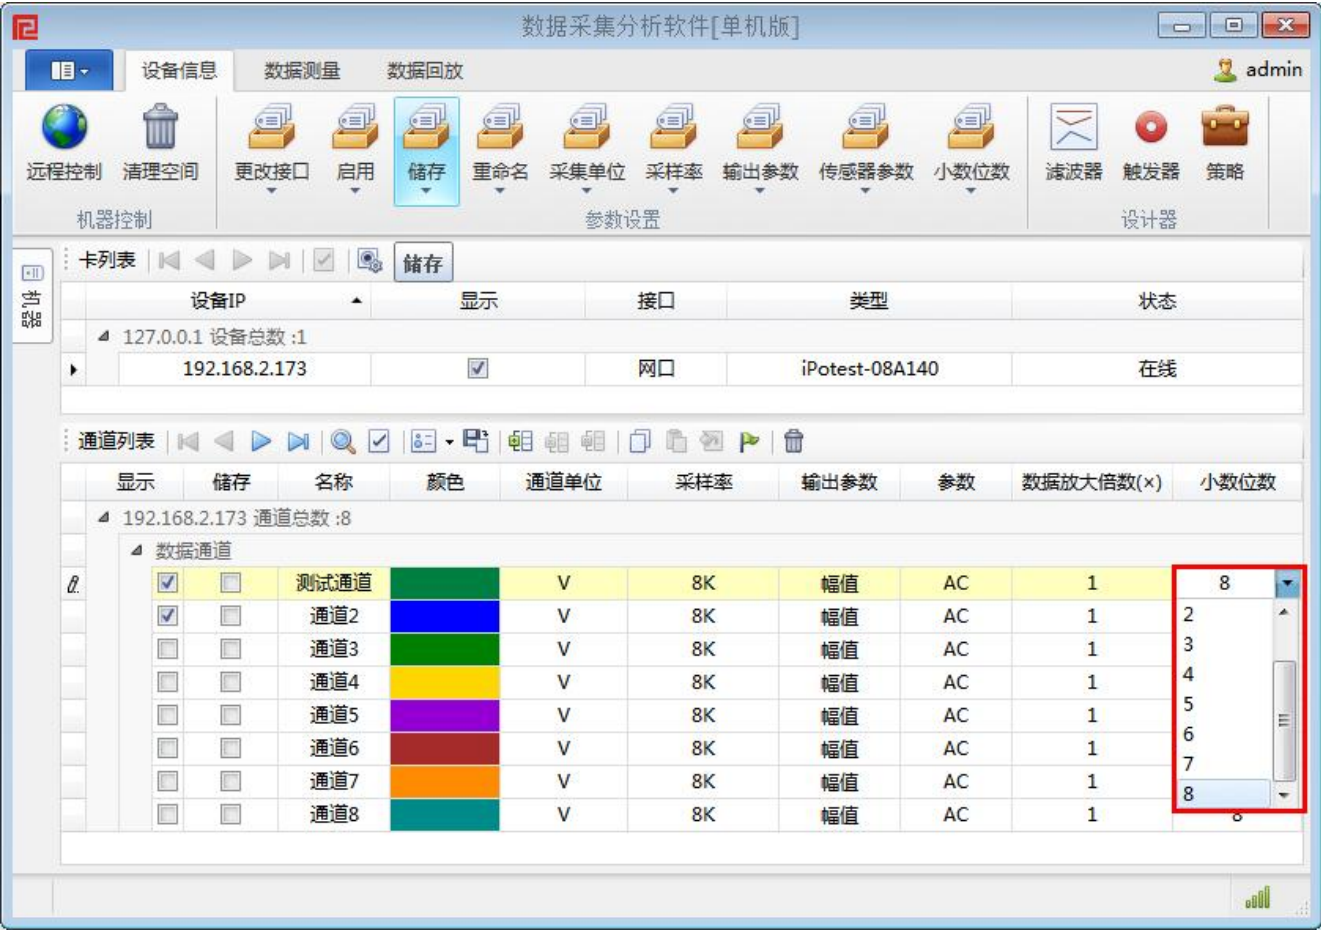 数据采集分析软件[单机版]
设备信息 数据测量 数据回放 admin
远程控制 清理空间 更改接口 启用 储存 重命名 采集单位 采样率 输出参数 传感器参数 小数位数 滤波器 触发器 策略
机器控制 参数设置 设计器
机器
卡列表 储存
设备IP 显示 接口 类型 状态
127.0.0.1 设备总数 :1
192.168.2.173 网口 iPotest-08A140 在线
通道列表
显示 储存 名称 颜色 通道单位 采样率 输出参数 参数 数据放大倍数(×) 小数位数
192.168.2.173 通道总数 :8
数据通道
测试通道 V 8K 幅值 AC 1 8
通道2 V 8K 幅值 AC 1
通道3 V 8K 幅值 AC 1
通道4 V 8K 幅值 AC 1
通道5 V 8K 幅值 AC 1
通道6 V 8K 幅值 AC 1
通道7 V 8K 幅值 AC 1
通道8 V 8K 幅值 AC 1 8
2
3
4
5
6
7
8